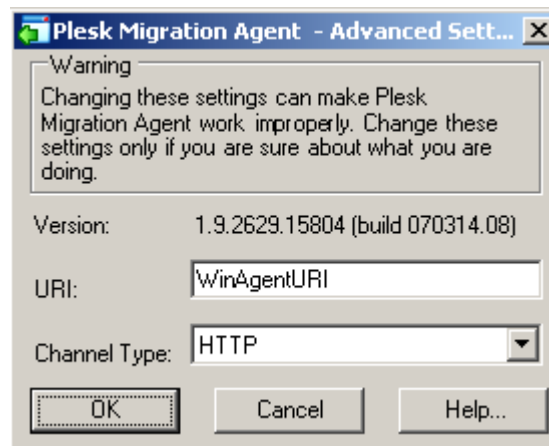 Plesk Migration Agent - Advanced Sett...
Warning
Changing these settings can make Plesk
Migration Agent work improperly. Change these
settings only if you are sure about what you are
doing.
Version: 1.9.2629.15804 (build 070314.08)
URI: WinAgentURI
Channel Type: HTTP
OK Cancel Help...